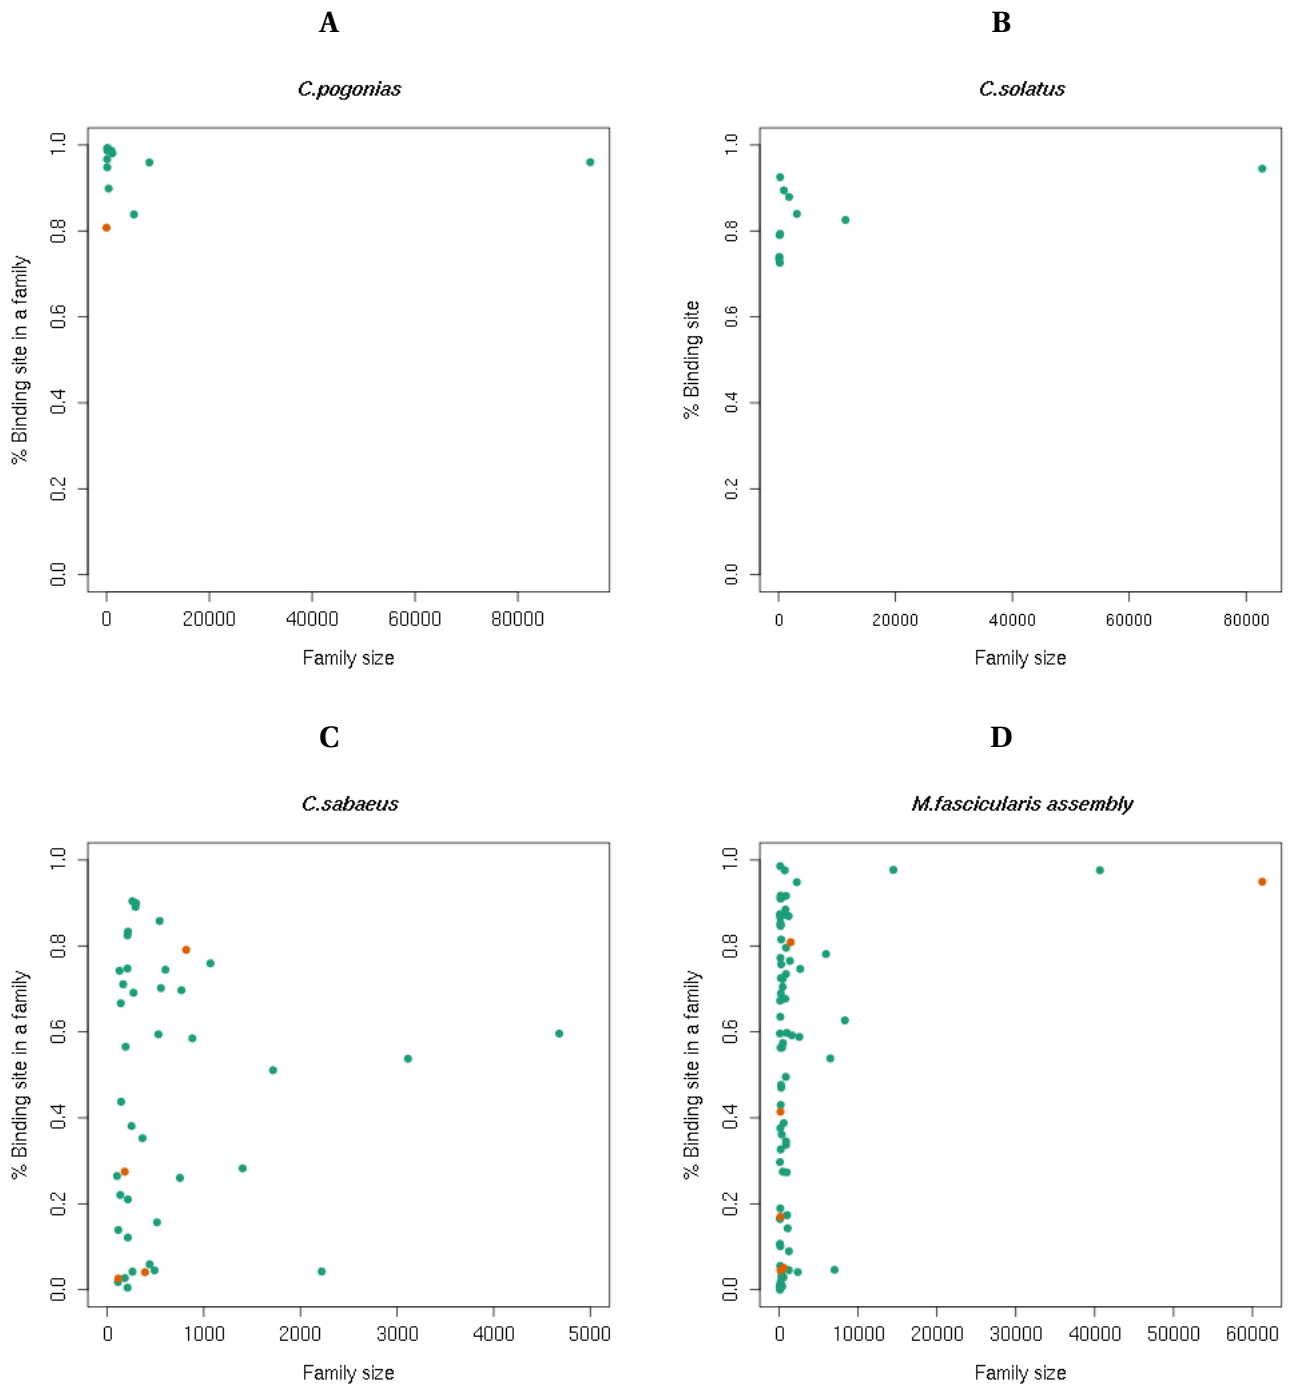 A
C.pogonias
% Binding site in a family
1.0
0.8
0.6
0.4
0.2
0.0
0 20000 40000 60000 80000
Family size
B
C.solatus
% Binding site
1.0
0.8
0.6
0.4
0.2
0.0
0 20000 40000 60000 80000
Family size
C
C.sabaeus
% Binding site in a family
1.0
0.8
0.6
0.4
0.2
0.0
0 1000 2000 3000 4000 5000
Family size
D
M.fascicularis assembly
% Binding site in a family
1.0
0.8
0.6
0.4
0.2
0.0
0 10000 20000 30000 40000 50000 60000
Family size